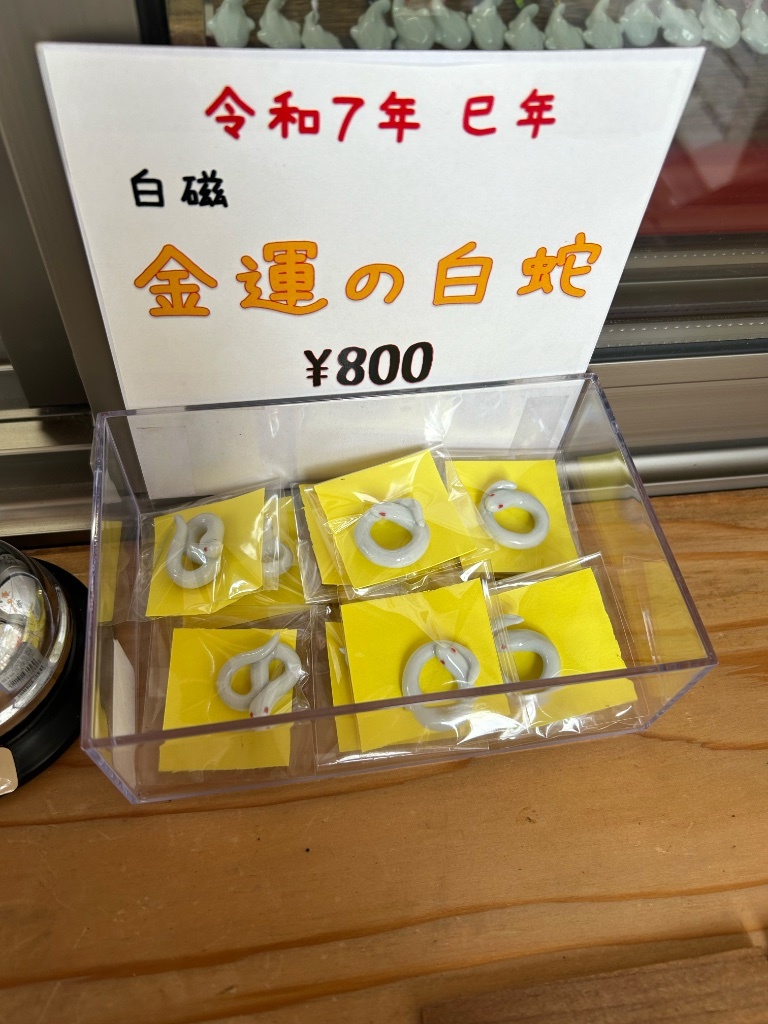 令和7年 巳年
白磁
金運の白蛇
¥800